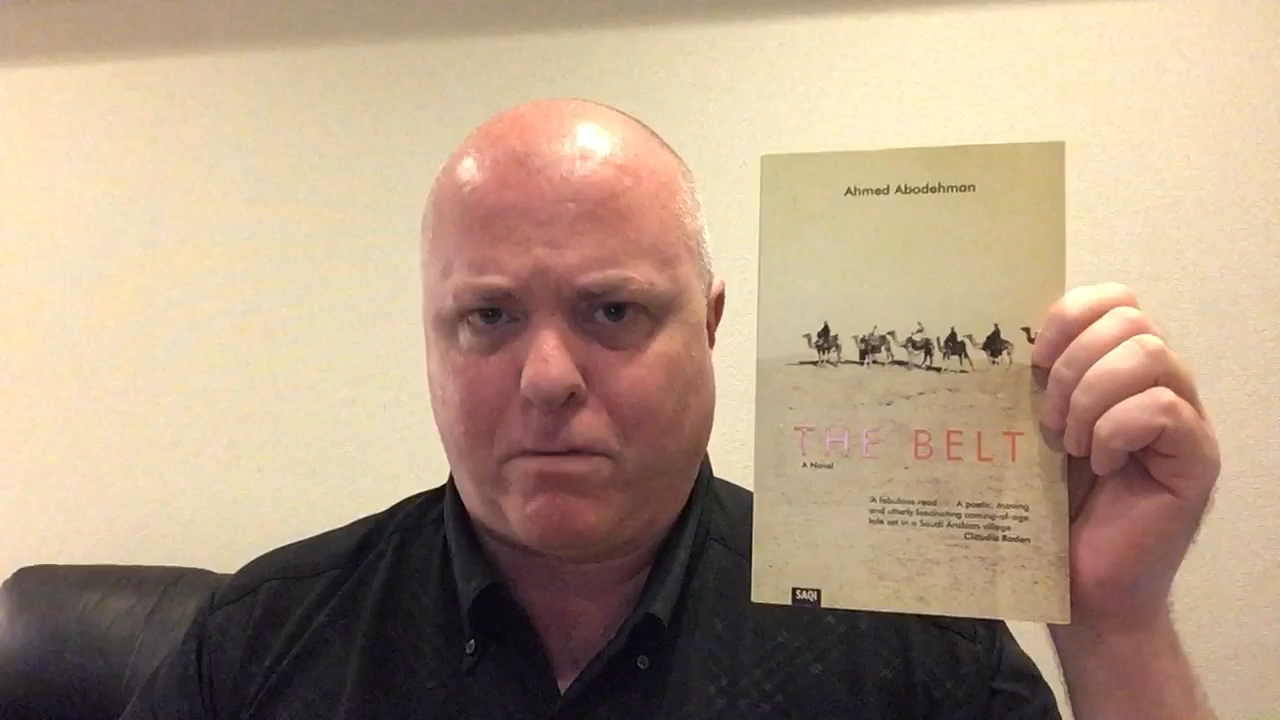 Ahmed Abodehman
THE BELT
A Novel
'A fabulous read ... A poetic, moving
and utterly fascinating coming-of-age
tale set in a Saudi Arabian village
Claudia Roden
SAQI